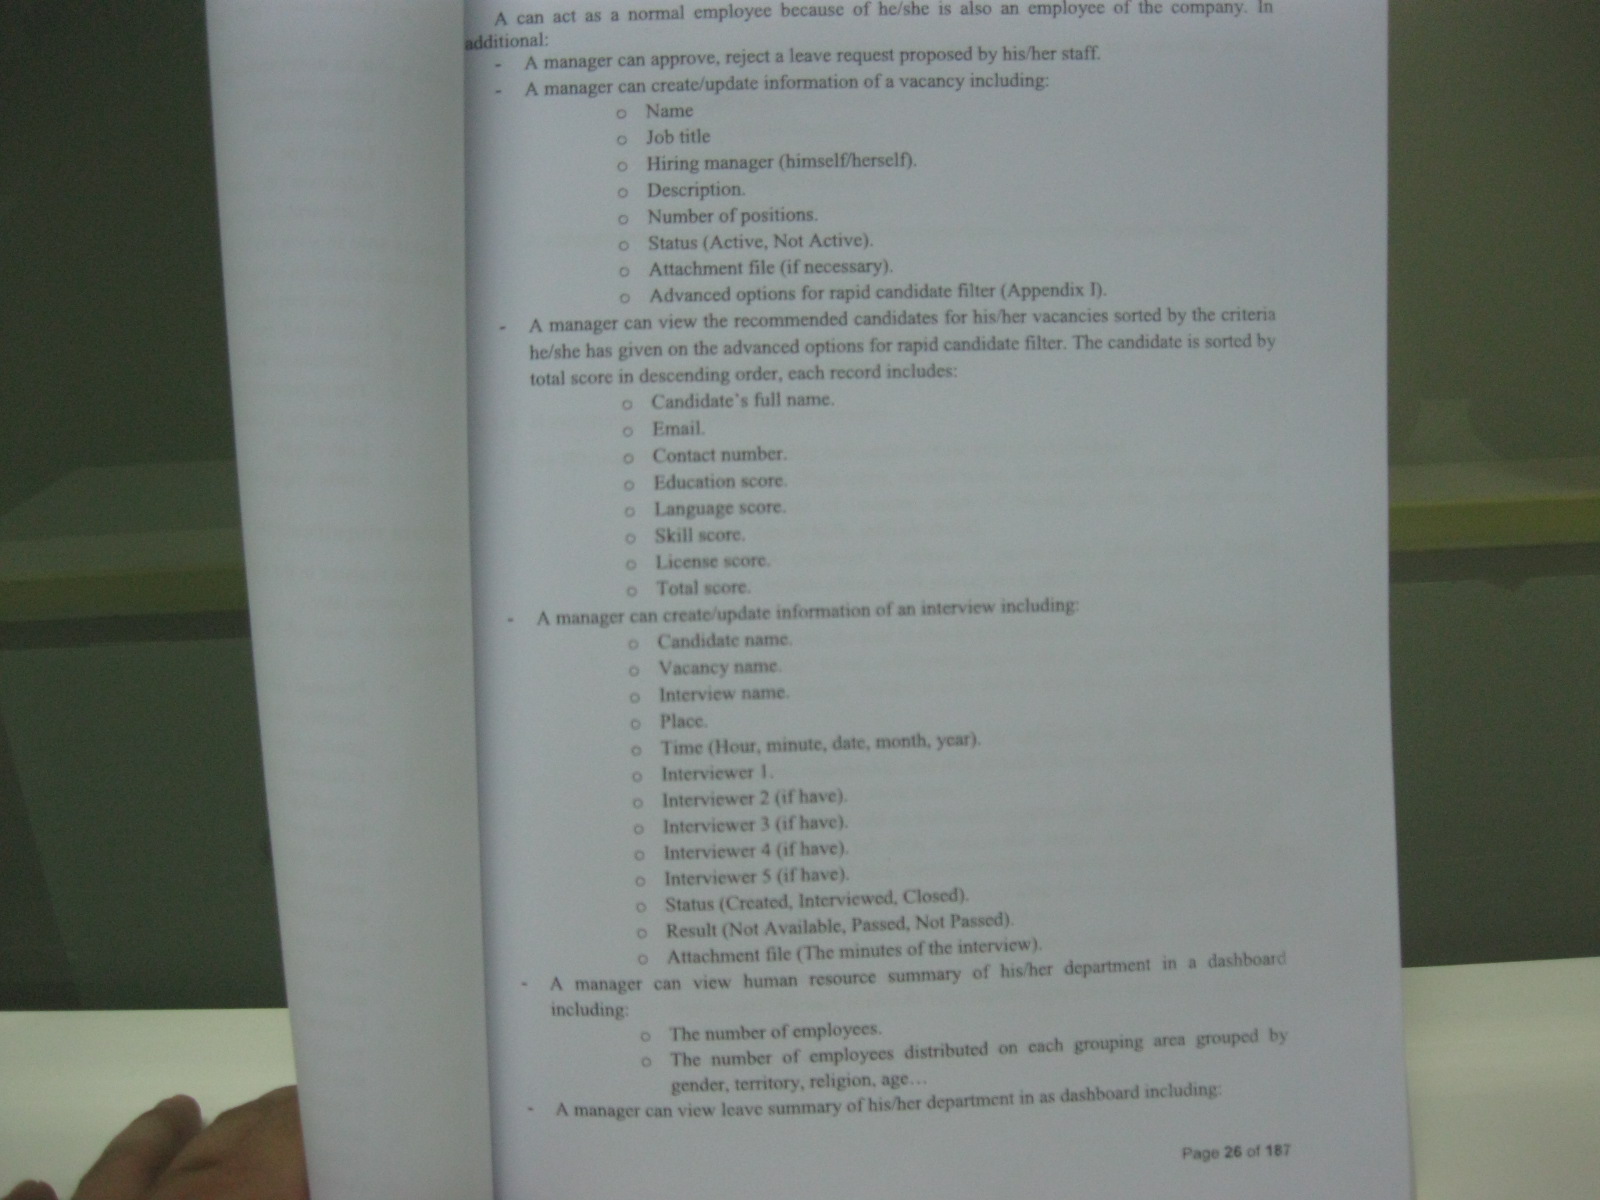 A can act as a normal employee because of he/she is also an employee of the company. In
additional:
- A manager can approve, reject a leave request proposed by his/her staff.
- A manager can create/update information of a vacancy including:
o Name
o Job title
o Hiring manager (himself/herself).
o Description.
o Number of positions.
o Status (Active, Not Active).
o Attachment file (if necessary).
o Advanced options for rapid candidate filter (Appendix I).
- A manager can view the recommended candidates for his/her vacancies sorted by the criteria
he/she has given on the advanced options for rapid candidate filter. The candidate is sorted by
total score in descending order, each record includes:
o Candidate's full name.
o Email.
o Contact number.
o Education score.
o Language score.
o Skill score.
o License score.
o Total score.
- A manager can create/update information of an interview including:
o Candidate name.
o Vacancy name.
o Interview name.
o Place.
o Time (Hour, minute, date, month, year).
o Interviewer 1.
o Interviewer 2 (if have).
o Interviewer 3 (if have).
o Interviewer 4 (if have).
o Interviewer 5 (if have).
o Status (Created, Interviewed, Closed).
o Result (Not Available, Passed, Not Passed).
o Attachment file (The minutes of the interview).
- A manager can view human resource summary of his/her department in a dashboard
including:
o The number of employees.
o The number of employees distributed on each grouping area grouped by
gender, territory, religion, age…
- A manager can view leave summary of his/her department in as dashboard including:
Page 26 of 187